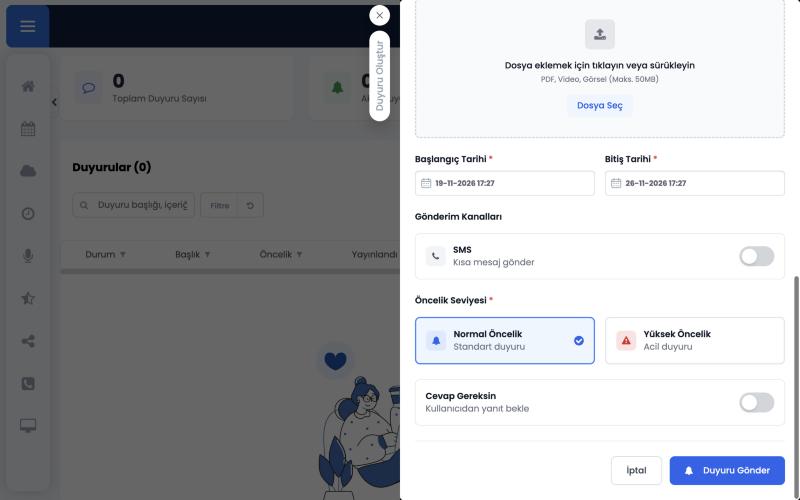 0
Toplam Duyuru Sayısı
Duyurular (0)
Duyuru başlığı, içeriğ
Filtre
Durum
Başlık
Öncelik
Yayınlandı
Duyuru Oluştur
Dosya eklemek için tıklayın veya sürükleyin
PDF, Video, Görsel (Maks. 50MB)
Dosya Seç
Başlangıç Tarihi *
Bitiş Tarihi *
19-11-2026 17:27
26-11-2026 17:27
Gönderim Kanalları
SMS
Kısa mesaj gönder
Öncelik Seviyesi *
Normal Öncelik
Standart duyuru
Yüksek Öncelik
Acil duyuru
Cevap Gereksin
Kullanıcıdan yanıt bekle
İptal
Duyuru Gönder